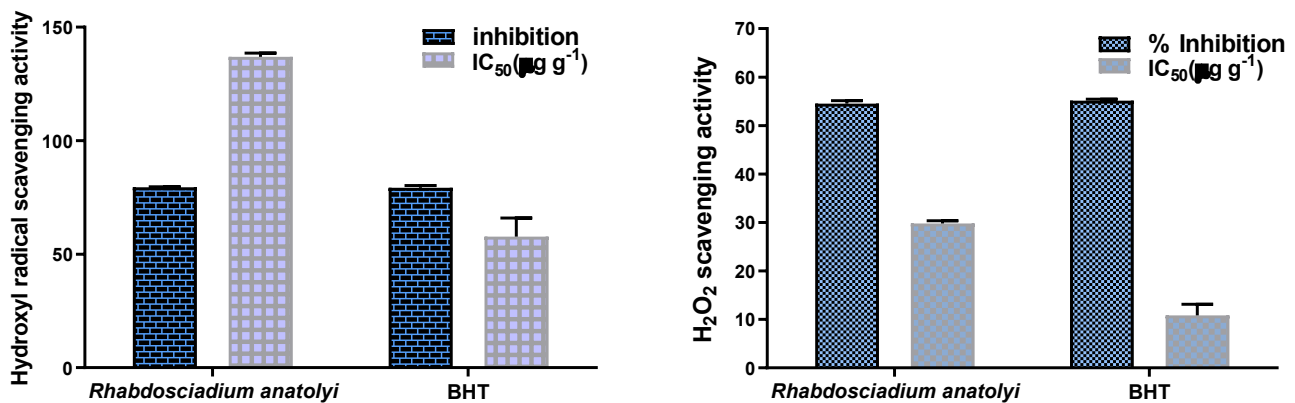 Hydroxyl radical scavenging activity
150
100
50
0
inhibition
IC₅₀(μg g⁻¹)
Rhabdosciadium anatolyi
BHT
H₂O₂ scavenging activity
70
60
50
40
30
20
10
0
% Inhibition
IC₅₀(μg g⁻¹)
Rhabdosciadium anatolyi
BHT